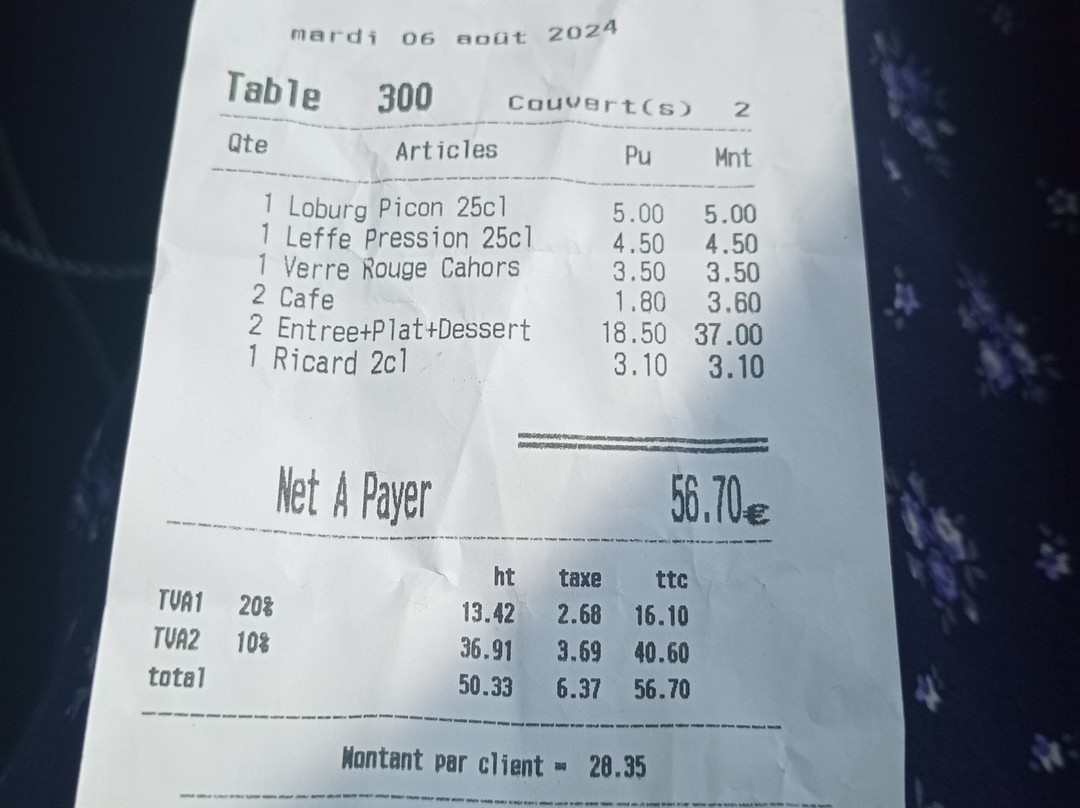 mardi 06 août 2024
Table 300 Couvert(s) 2
Qte Articles Pu Mnt
1 Loburg Picon 25cl 5.00 5.00
1 Leffe Pression 25cl 4.50 4.50
1 Verre Rouge Cahors 3.50 3.50
2 Cafe 1.80 3.60
2 Entree+Plat+Dessert 18.50 37.00
1 Ricard 2cl 3.10 3.10
Net A Payer 56.70€
ht taxe ttc
TVA1 20% 13.42 2.68 16.10
TVA2 10% 36.91 3.69 40.60
total 50.33 6.37 56.70
Montant par client = 28.35